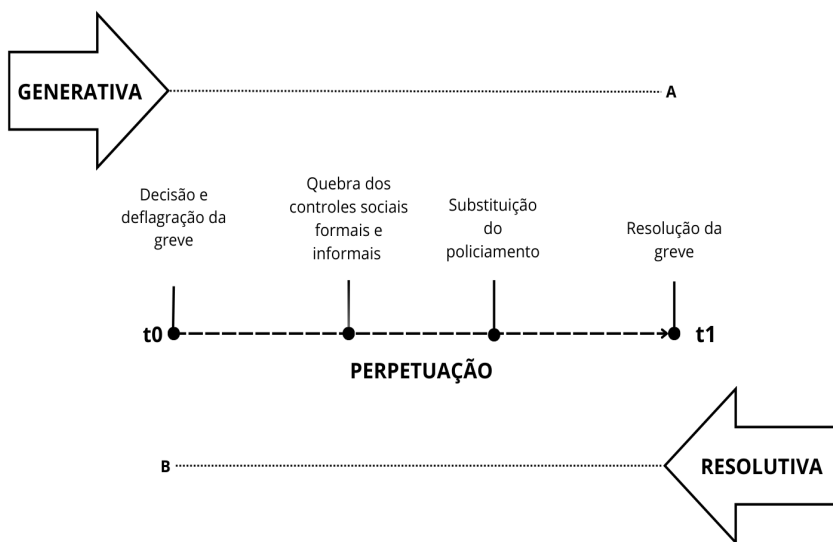 GENERATIVA
A
Decisão e
deflagração da
greve
Quebra dos
controles sociais
formais e
informais
Substituição
do
policiamento
Resolução da
greve
t0
t1
PERPETUAÇÃO
B
RESOLUTIVA